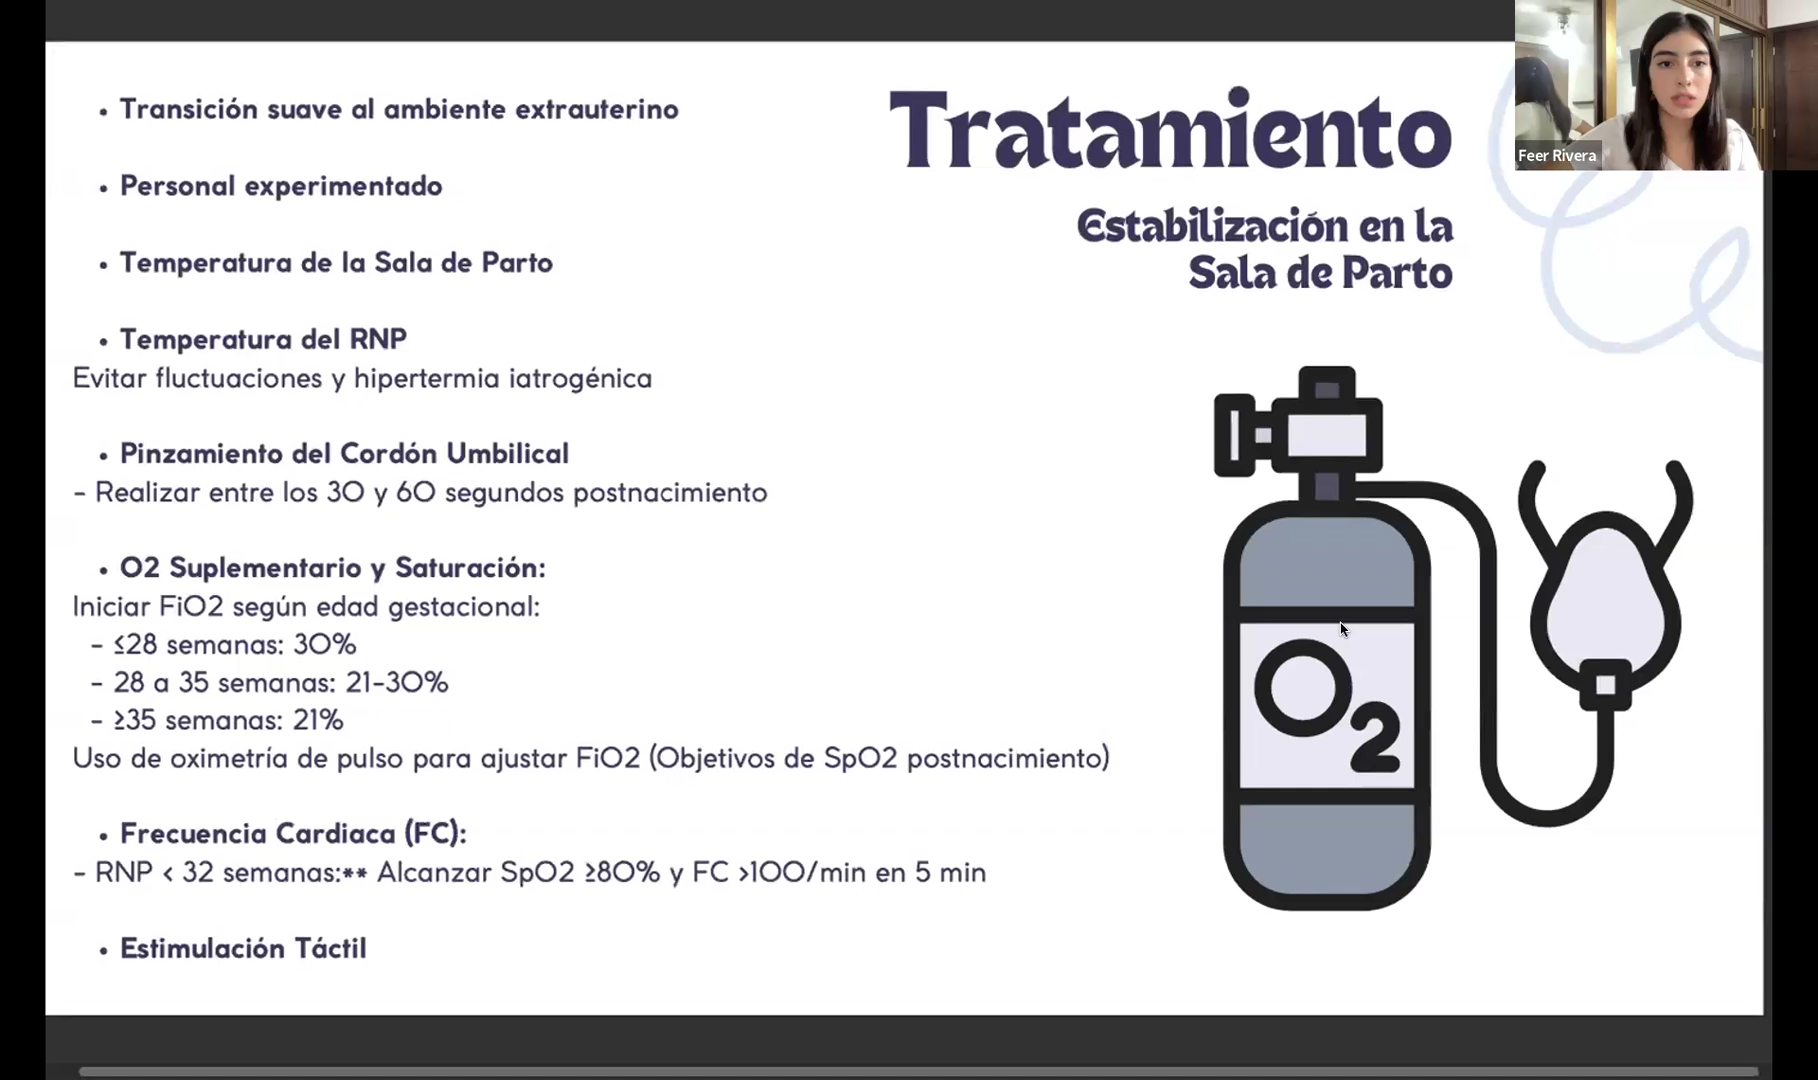 Tratamiento
Estabilización en la
Sala de Parto
• Transición suave al ambiente extrauterino
• Personal experimentado
• Temperatura de la Sala de Parto
• Temperatura del RNP
Evitar fluctuaciones y hipertermia iatrogénica
• Pinzamiento del Cordón Umbilical
- Realizar entre los 30 y 60 segundos postnacimiento
• O2 Suplementario y Saturación:
Iniciar FiO2 según edad gestacional:
- ≤28 semanas: 30%
- 28 a 35 semanas: 21-30%
- ≥35 semanas: 21%
Uso de oximetría de pulso para ajustar FiO2 (Objetivos de SpO2 postnacimiento)
• Frecuencia Cardiaca (FC):
- RNP < 32 semanas:** Alcanzar SpO2 ≥80% y FC >100/min en 5 min
• Estimulación Táctil
O2
Feer Rivera